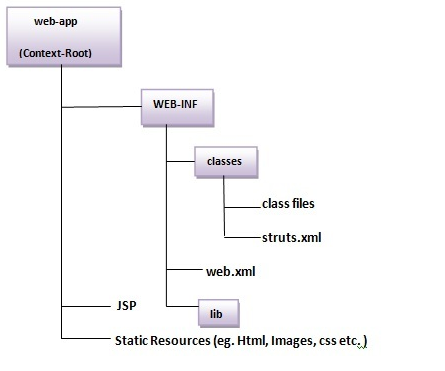 web-app
(Context-Root)
WEB-INF
classes
class files
struts.xml
web.xml
JSP
lib
Static Resources (eg. Html, Images, css etc. )